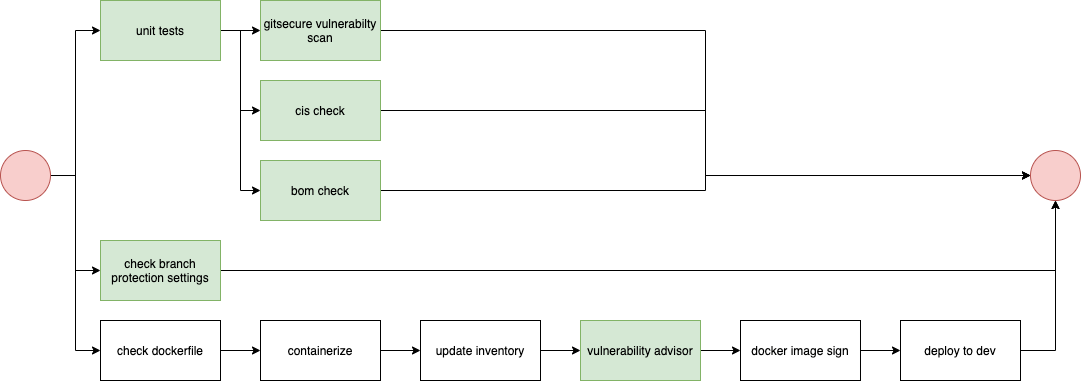 unit tests
gitsecure vulnerabilty
scan
cis check
bom check
check branch
protection settings
check dockerfile
containerize
update inventory
vulnerability advisor
docker image sign
deploy to dev